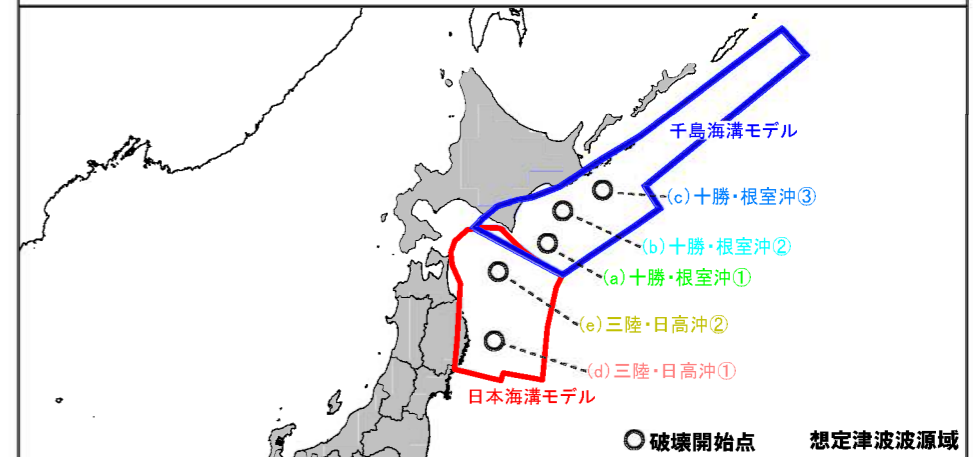 千島海溝モデル
(c)十勝・根室沖③
(b)十勝・根室沖②
(a)十勝・根室沖①
(e)三陸・日高沖②
(d)三陸・日高沖①
日本海溝モデル
破壊開始点 想定津波波源域